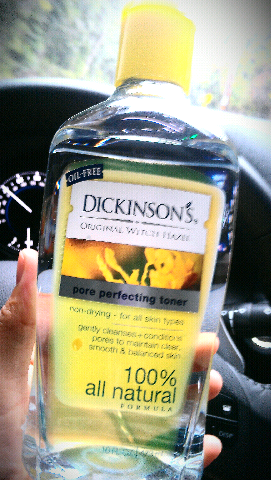 OIL-FREE
DICKINSON'S
ORIGINAL WITCH HAZEL
pore perfecting toner
non-drying - for all skin types
gently cleanses + conditions
pores to maintain clear,
smooth & balanced skin
100%
all natural
FORMULA